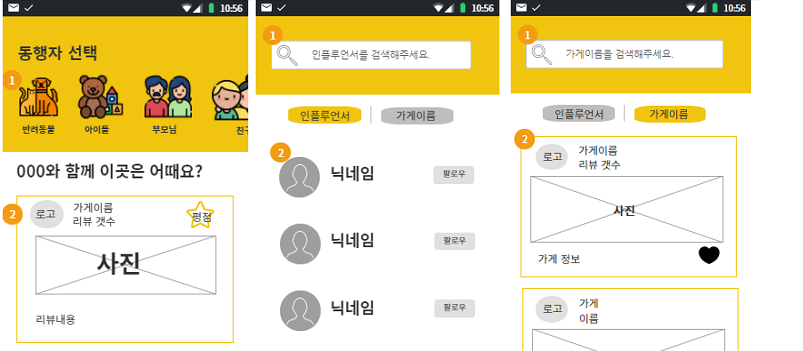 10:56
동행자 선택
1
반려동물
아이들
부모님
친구
000와 함께 이곳은 어때요?
2
로고
가게이름
리뷰 갯수
평점
사진
리뷰내용
10:56
1
인플루언서를 검색해주세요.
인플루언서
가게이름
2
닉네임
팔로우
닉네임
팔로우
닉네임
팔로우
10:56
1
가게이름을 검색해주세요.
인플루언서
가게이름
2
로고
가게이름
리뷰 갯수
사진
가게 정보
로고
가게
이름